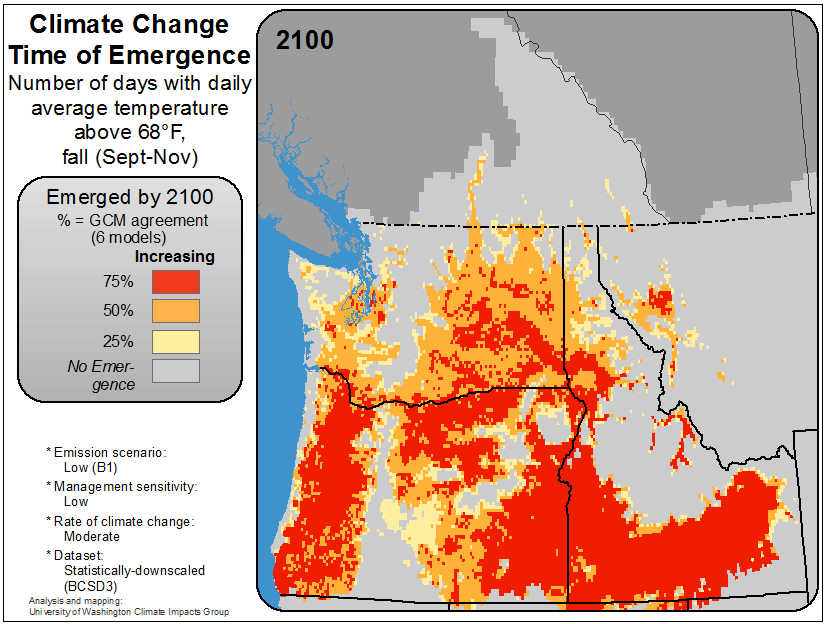 Climate Change
Time of Emergence
Number of days with daily
average temperature
above 68°F,
fall (Sept-Nov)
Emerged by 2100
% = GCM agreement
(6 models)
Increasing
75%
50%
25%
No Emer-
gence
* Emission scenario:
Low (B1)
* Management sensitivity:
Low
* Rate of climate change:
Moderate
* Dataset:
Statistically-downscaled
(BCSD3)
Analysis and mapping:
University of Washington Climate Impacts Group
2100